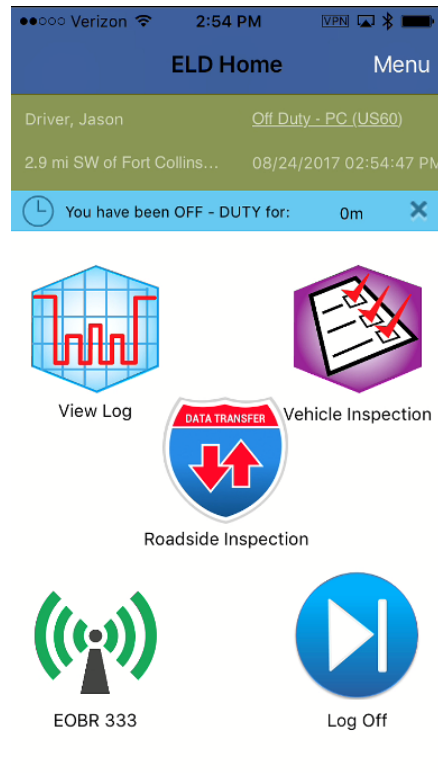 Verizon 2:54 PM VPN
ELD Home Menu
Driver, Jason Off Duty - PC (US60)
2.9 mi SW of Fort Collins... 08/24/2017 02:54:47 PM
You have been OFF - DUTY for: 0m
View Log
Vehicle Inspection
DATA TRANSFER
Roadside Inspection
EOBR 333
Log Off